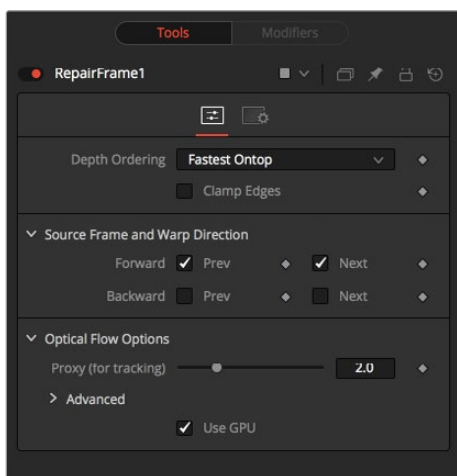 Tools Modifiers
RepairFrame1
Depth Ordering Fastest Ontop
Clamp Edges
Source Frame and Warp Direction
Forward Prev Next
Backward Prev Next
Optical Flow Options
Proxy (for tracking) 2.0
Advanced
Use GPU